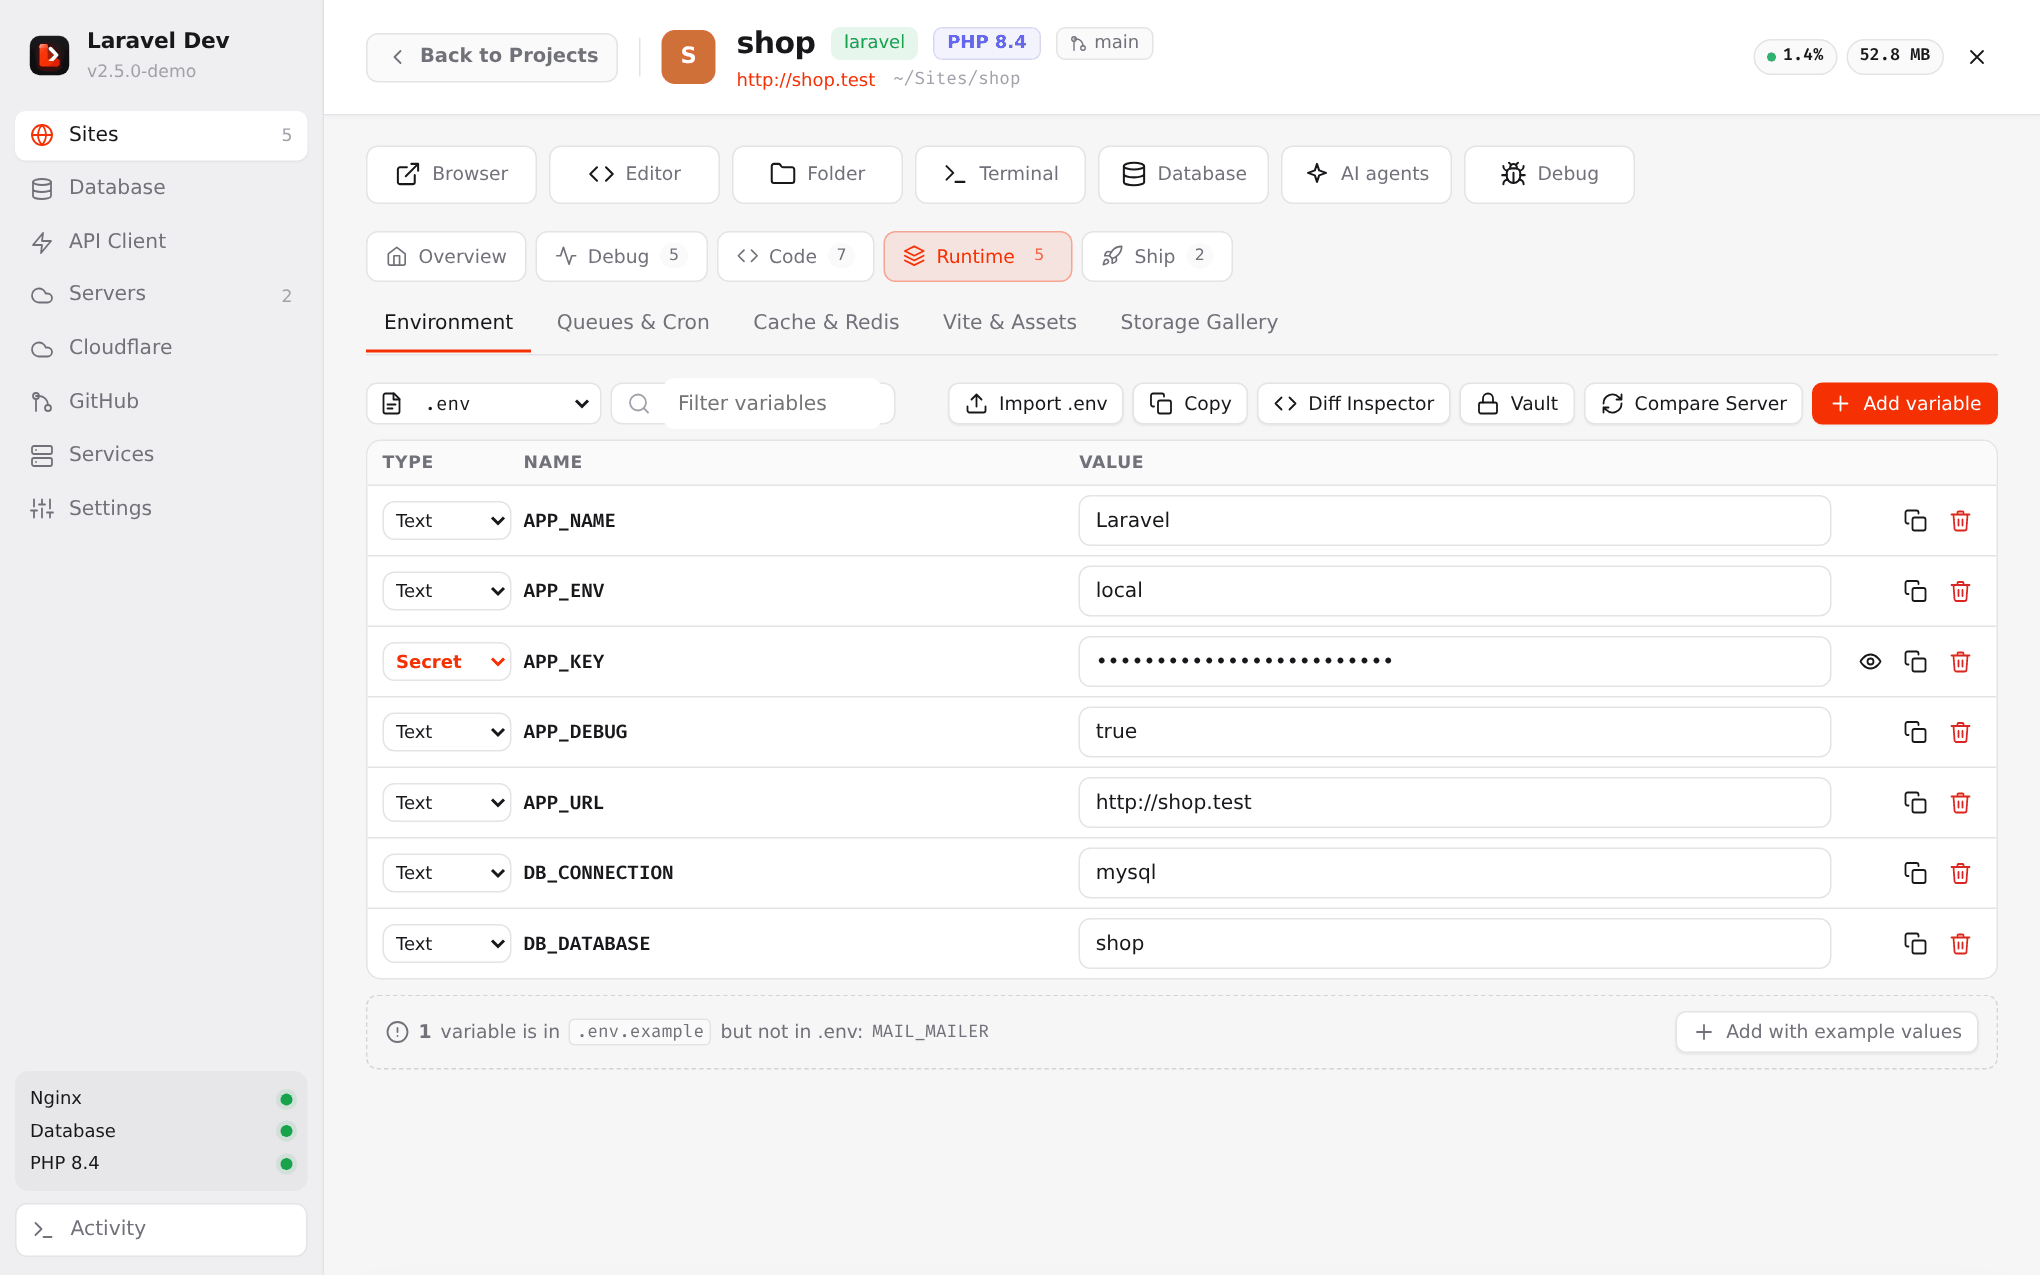 Laravel Dev
v2.5.0-demo
Sites 5
Database
API Client
Servers 2
Cloudflare
GitHub
Services
Settings
Nginx
Database
PHP 8.4
Activity
Back to Projects
S
shop laravel PHP 8.4 main
http://shop.test ~/Sites/shop
1.4% 52.8 MB
Browser Editor Folder Terminal Database AI agents Debug
Overview Debug 5 Code 7 Runtime 5 Ship 2
Environment Queues & Cron Cache & Redis Vite & Assets Storage Gallery
.env Filter variables Import .env Copy Diff Inspector Vault Compare Server Add variable
TYPE NAME VALUE
Text APP_NAME Laravel
Text APP_ENV local
Secret APP_KEY •••••••••••••••••••••••••
Text APP_DEBUG true
Text APP_URL http://shop.test
Text DB_CONNECTION mysql
Text DB_DATABASE shop
1 variable is in .env.example but not in .env: MAIL_MAILER Add with example values